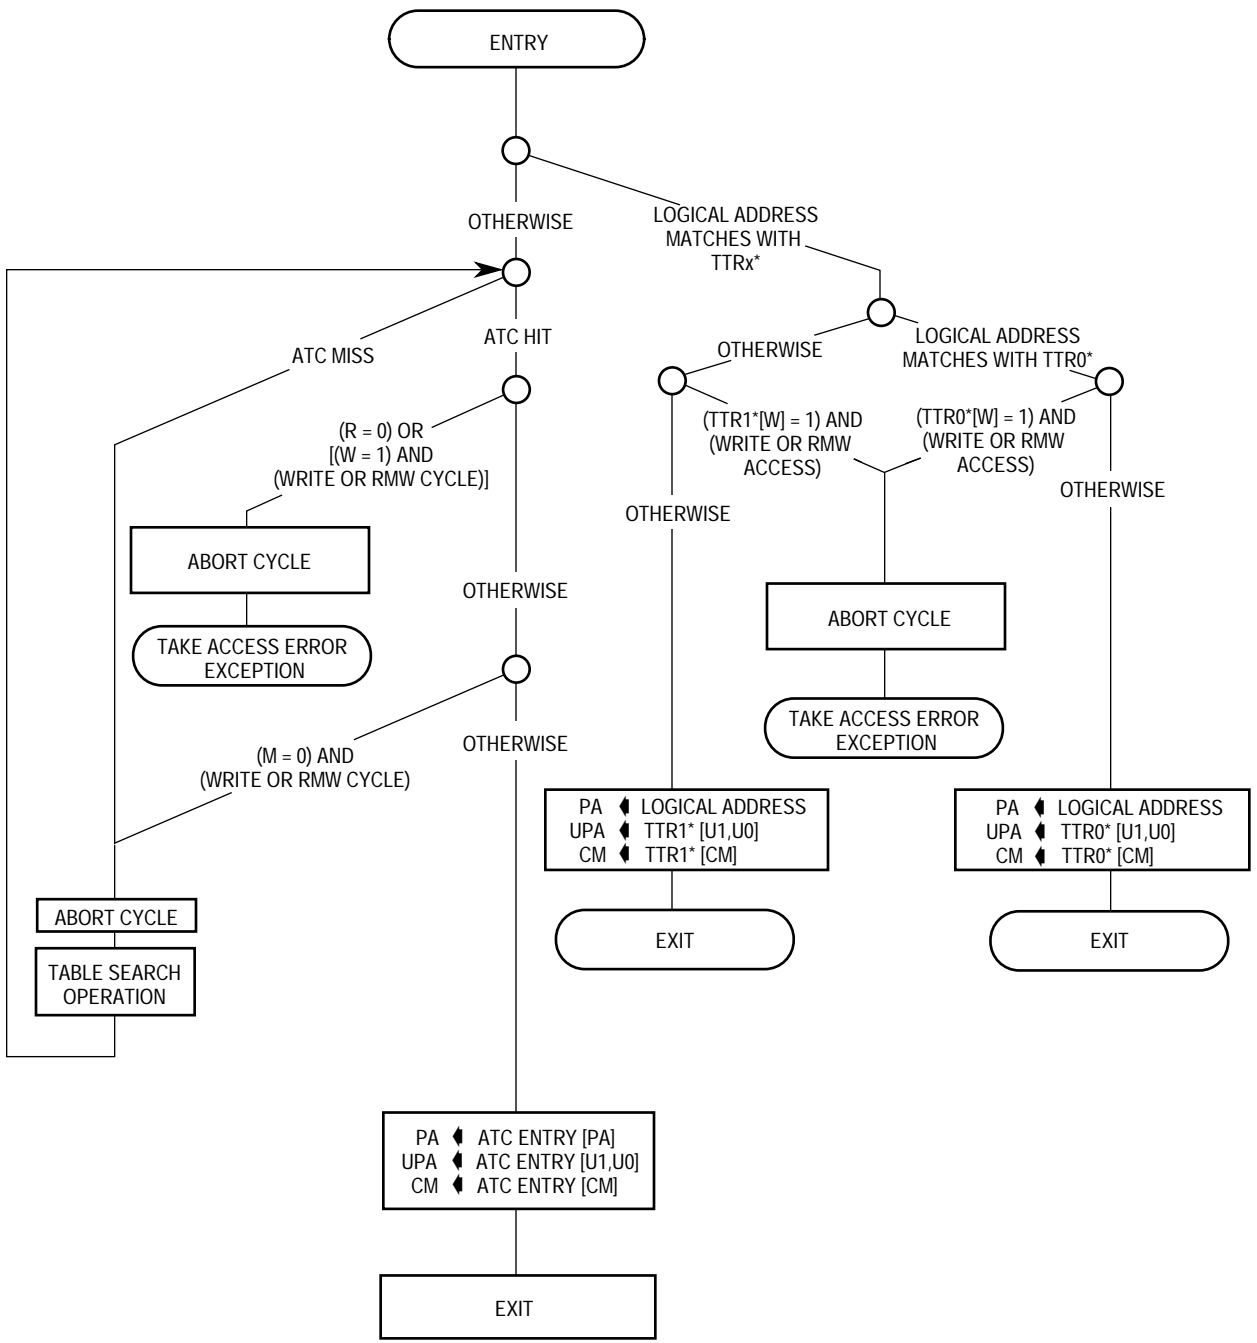 ENTRY
OTHERWISE
LOGICAL ADDRESS
MATCHES WITH
TTRx*
ATC MISS
ATC HIT
OTHERWISE
LOGICAL ADDRESS
MATCHES WITH TTR0*
(R = 0) OR
[(W = 1) AND
(WRITE OR RMW CYCLE)]
(TTR1*[W] = 1) AND
(WRITE OR RMW
ACCESS)
(TTR0*[W] = 1) AND
(WRITE OR RMW
ACCESS)
OTHERWISE
OTHERWISE
ABORT CYCLE
OTHERWISE
TAKE ACCESS ERROR
EXCEPTION
ABORT CYCLE
TAKE ACCESS ERROR
EXCEPTION
(M = 0) AND
(WRITE OR RMW CYCLE)
OTHERWISE
PA LOGICAL ADDRESS
UPA TTR1* [U1,U0]
CM TTR1* [CM]
PA LOGICAL ADDRESS
UPA TTR0* [U1,U0]
CM TTR0* [CM]
ABORT CYCLE
TABLE SEARCH
OPERATION
EXIT
EXIT
PA ATC ENTRY [PA]
UPA ATC ENTRY [U1,U0]
CM ATC ENTRY [CM]
EXIT